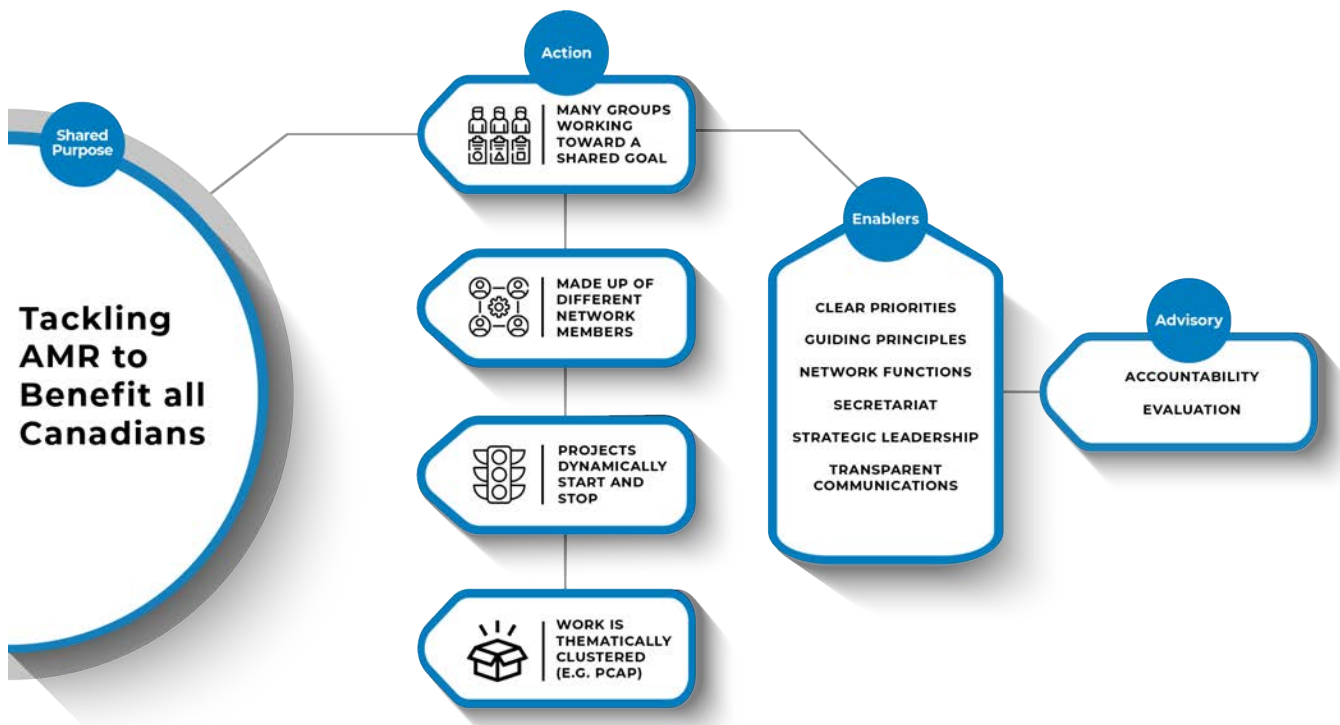 Shared
Purpose
Tackling
AMR to
Benefit all
Canadians
Action
MANY GROUPS
WORKING
TOWARD A
SHARED GOAL
MADE UP OF
DIFFERENT
NETWORK
MEMBERS
PROJECTS
DYNAMICALLY
START AND
STOP
WORK IS
THEMATICALLY
CLUSTERED
(E.G. PCAP)
Enablers
CLEAR PRIORITIES
GUIDING PRINCIPLES
NETWORK FUNCTIONS
SECRETARIAT
STRATEGIC LEADERSHIP
TRANSPARENT
COMMUNICATIONS
Advisory
ACCOUNTABILITY
EVALUATION